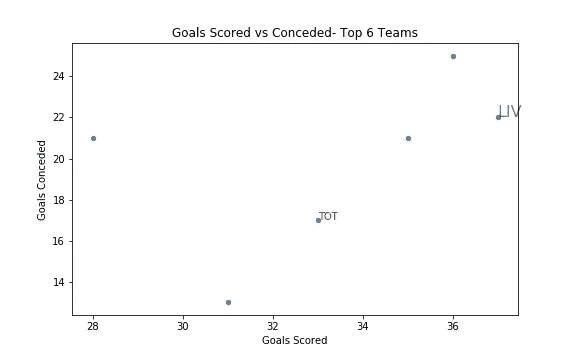 Goals Scored vs Conceded- Top 6 Teams
Goals Conceded
24
22
20
18
16
14
LIV
TOT
28
30
32
34
36
Goals Scored